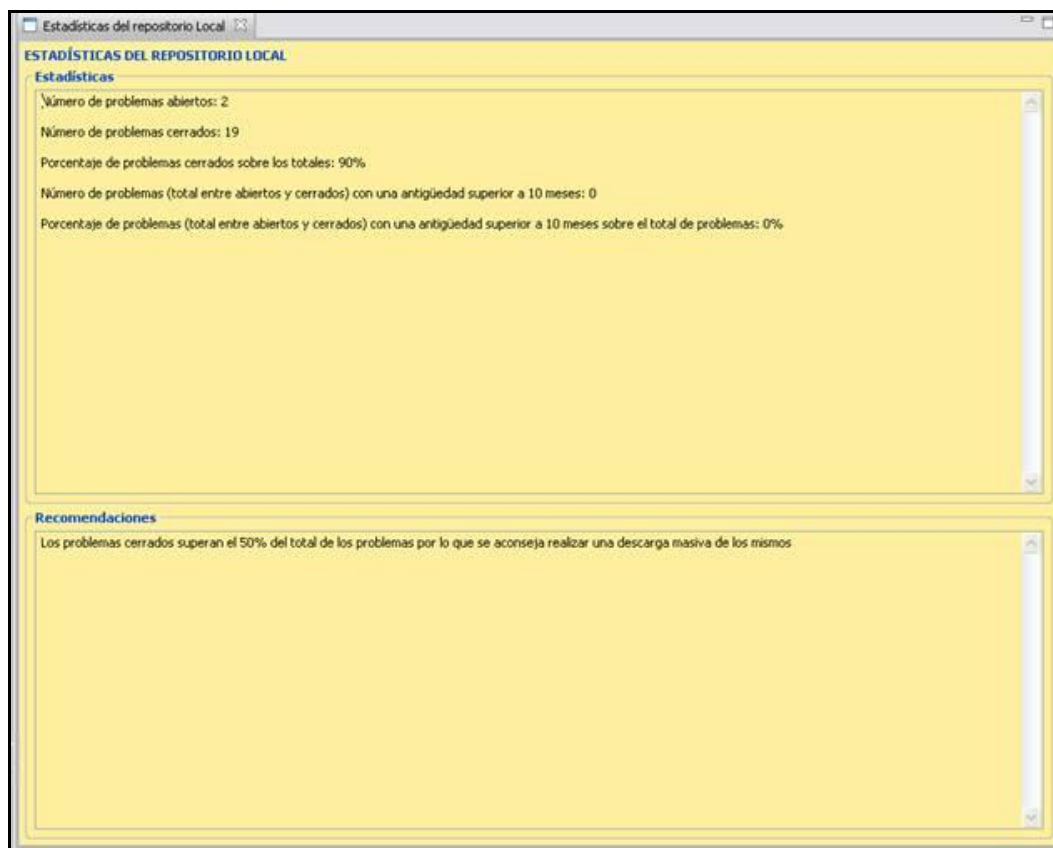 Estadísticas del repositorio Local
ESTADÍSTICAS DEL REPOSITORIO LOCAL
Estadísticas
Número de problemas abiertos: 2
Número de problemas cerrados: 19
Porcentaje de problemas cerrados sobre los totales: 90%
Número de problemas (total entre abiertos y cerrados) con una antigüedad superior a 10 meses: 0
Porcentaje de problemas (total entre abiertos y cerrados) con una antigüedad superior a 10 meses sobre el total de problemas: 0%
Recomendaciones
Los problemas cerrados superan el 50% del total de los problemas por lo que se aconseja realizar una descarga masiva de los mismos